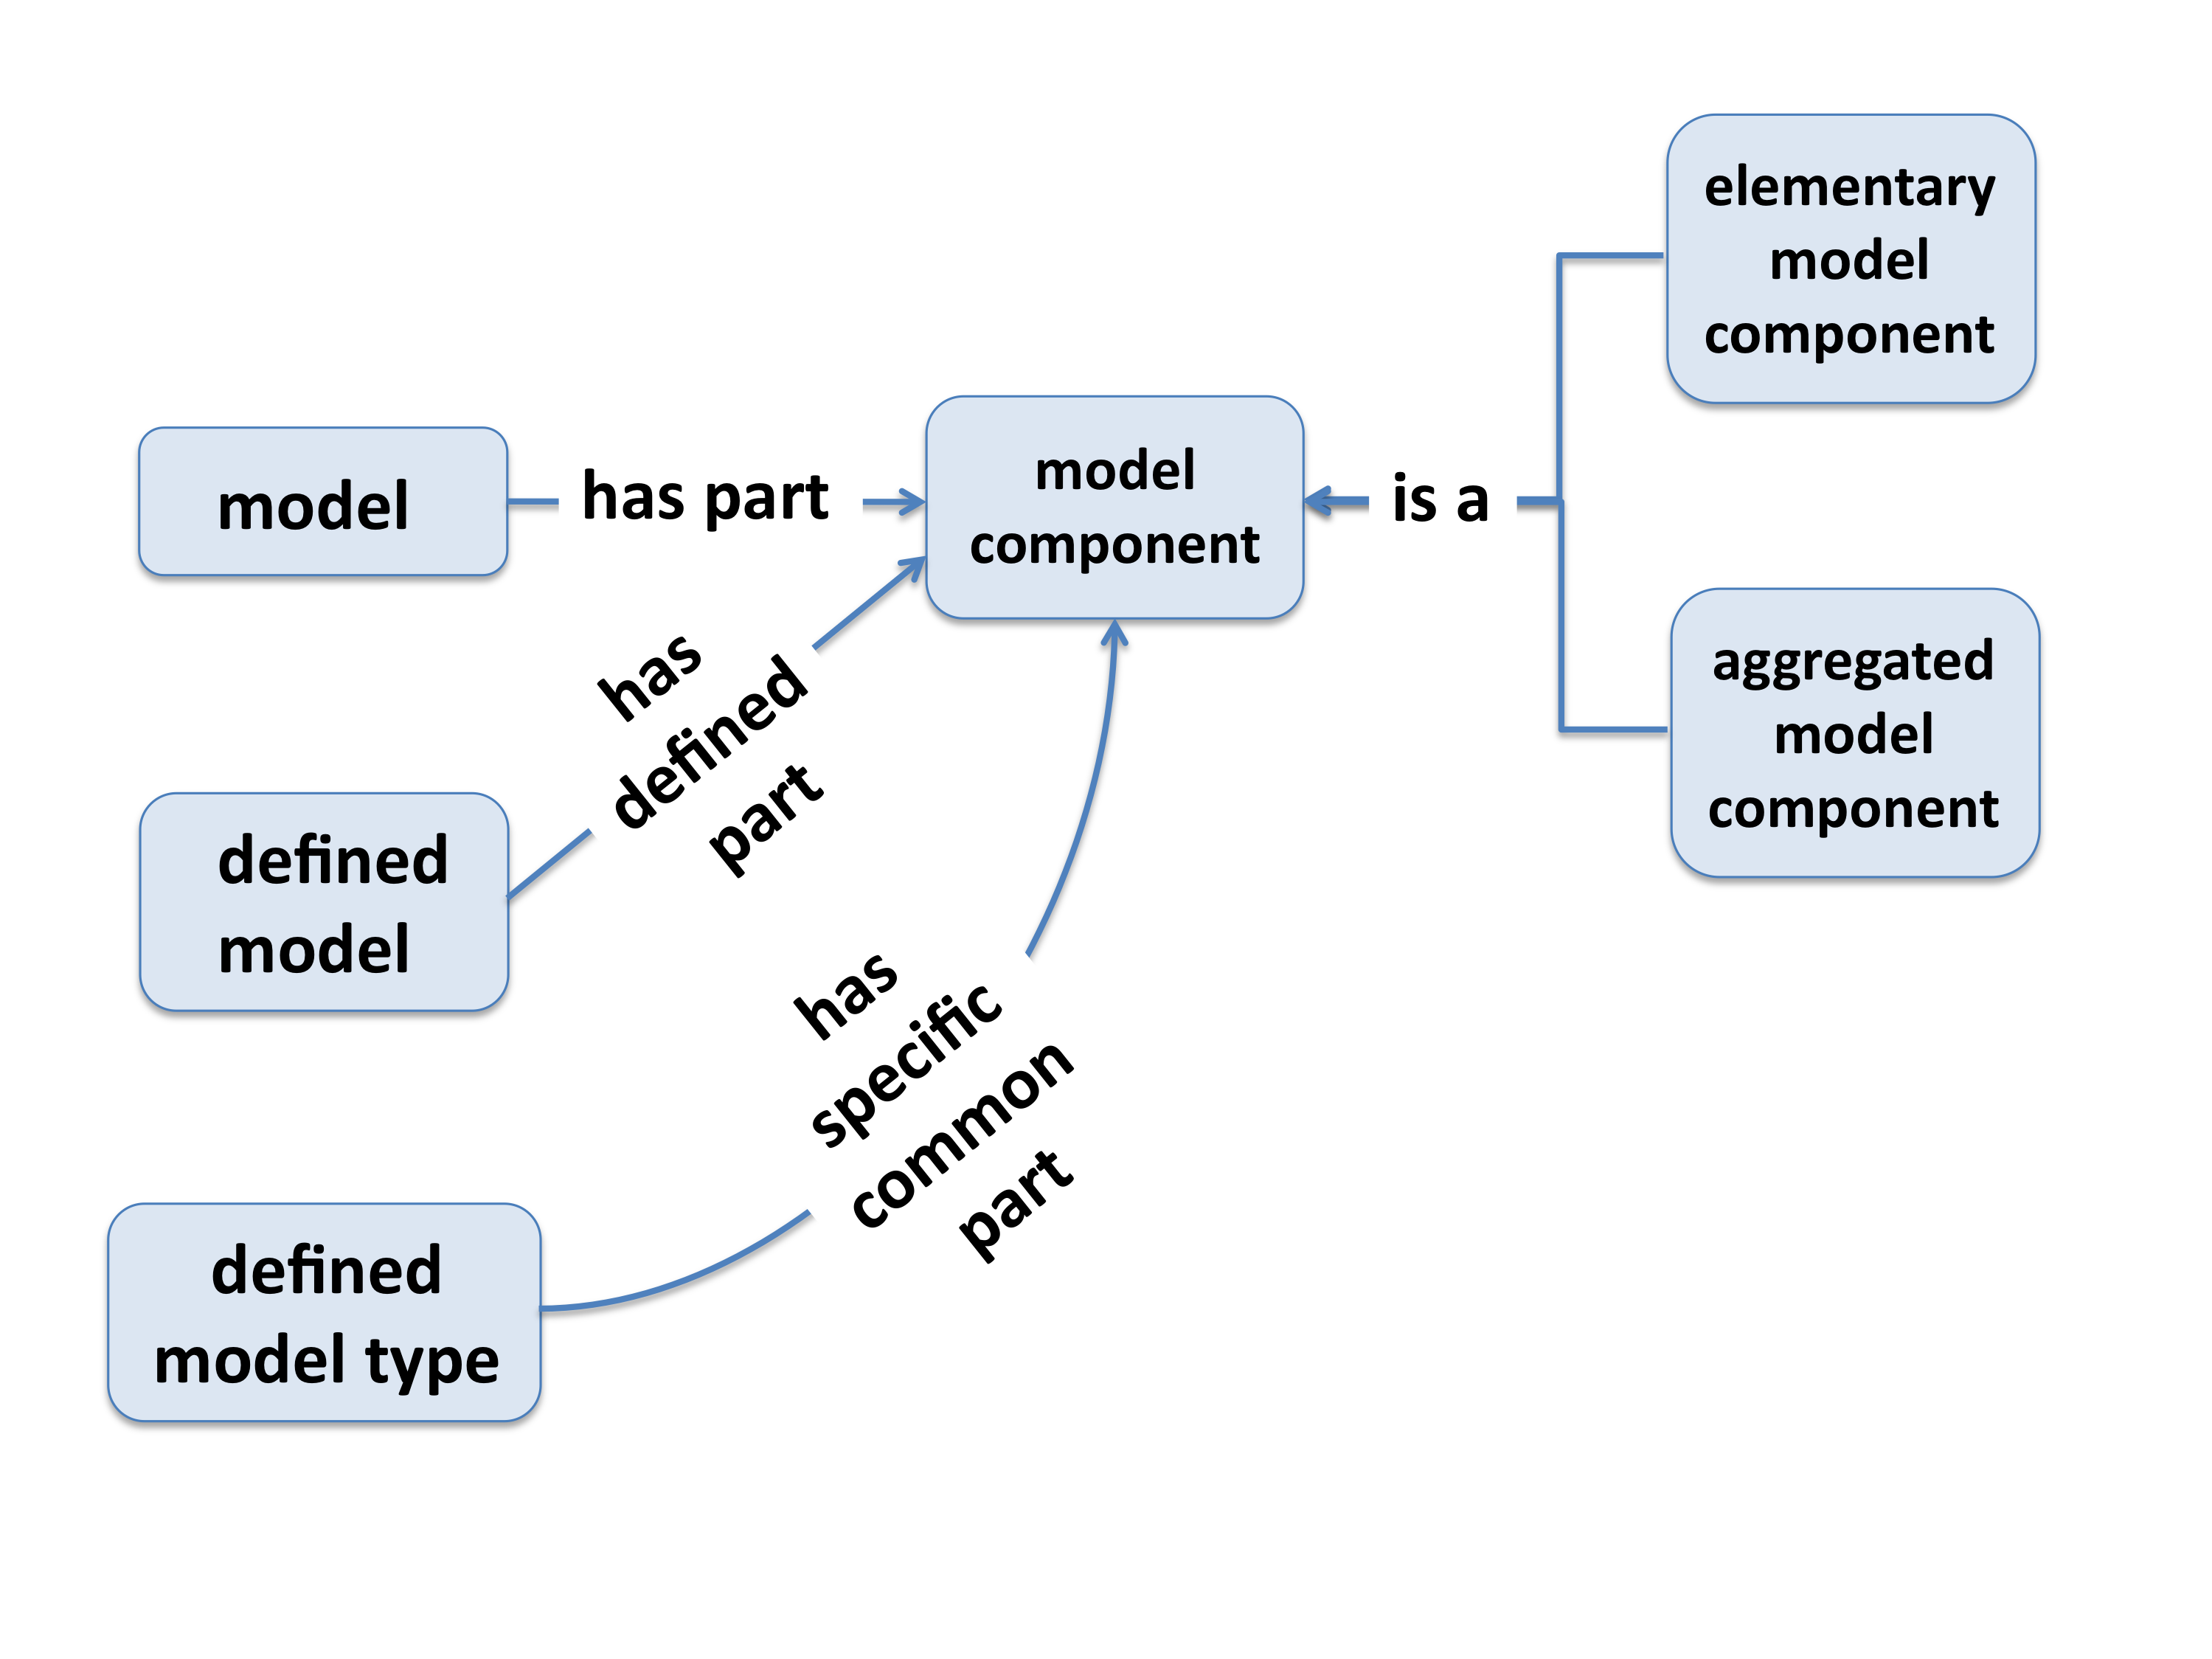 model
has part
model
component
is a
elementary
model
component
aggregated
model
component
has
defined
part
defined
model
has
specific
common
part
defined
model type